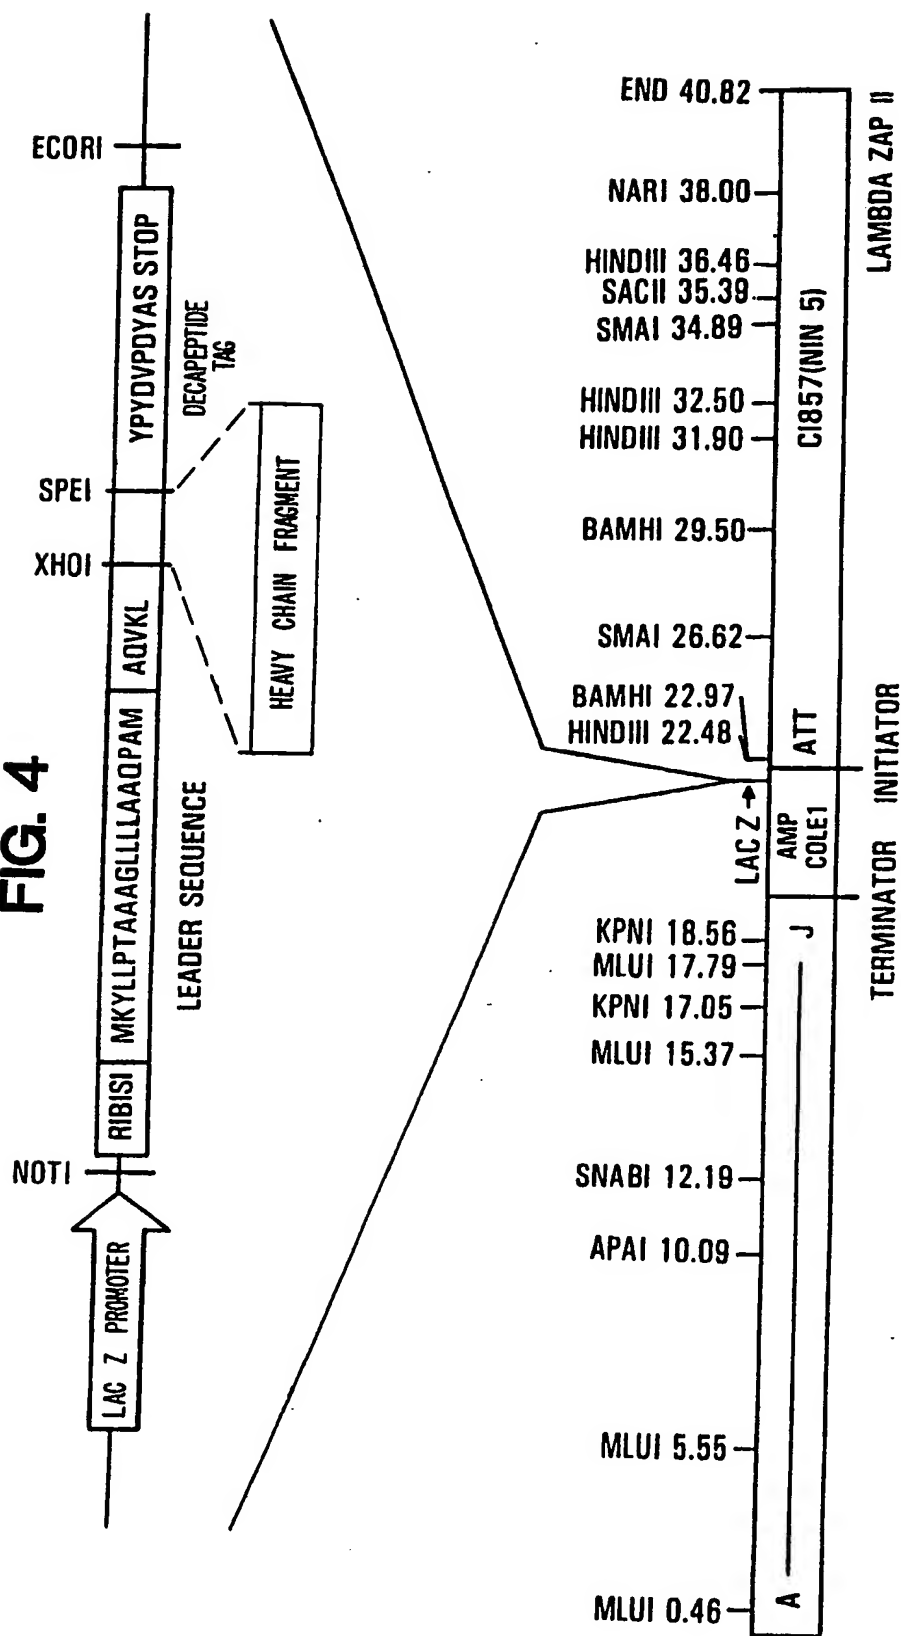 FIG. 4
LAC Z PROMOTER
NOTI
RIBISI
MKYLLPTAAAGLLLLAAQPAM
AQVKL
XHOI
SPEI
YPYDVPDYAS STOP
ECORI
LEADER SEQUENCE
DECAPEPTIDE
TAG
HEAVY CHAIN FRAGMENT
MLUI 0.46
MLUI 5.55
APAI 10.09
SNABI 12.19
MLUI 15.37
KPNI 17.05
MLUI 17.79
KPNI 18.56
LAC Z
HINDIII 22.48
BAMHI 22.97
SMAI 26.62
BAMHI 29.50
HINDIII 31.90
HINDIII 32.50
SMAI 34.89
SACII 35.39
HINDIII 36.46
NARI 38.00
END 40.82
A
J
AMP
COLE1
ATT
CI857(NIN 5)
TERMINATOR
INITIATOR
LAMBDA ZAP II